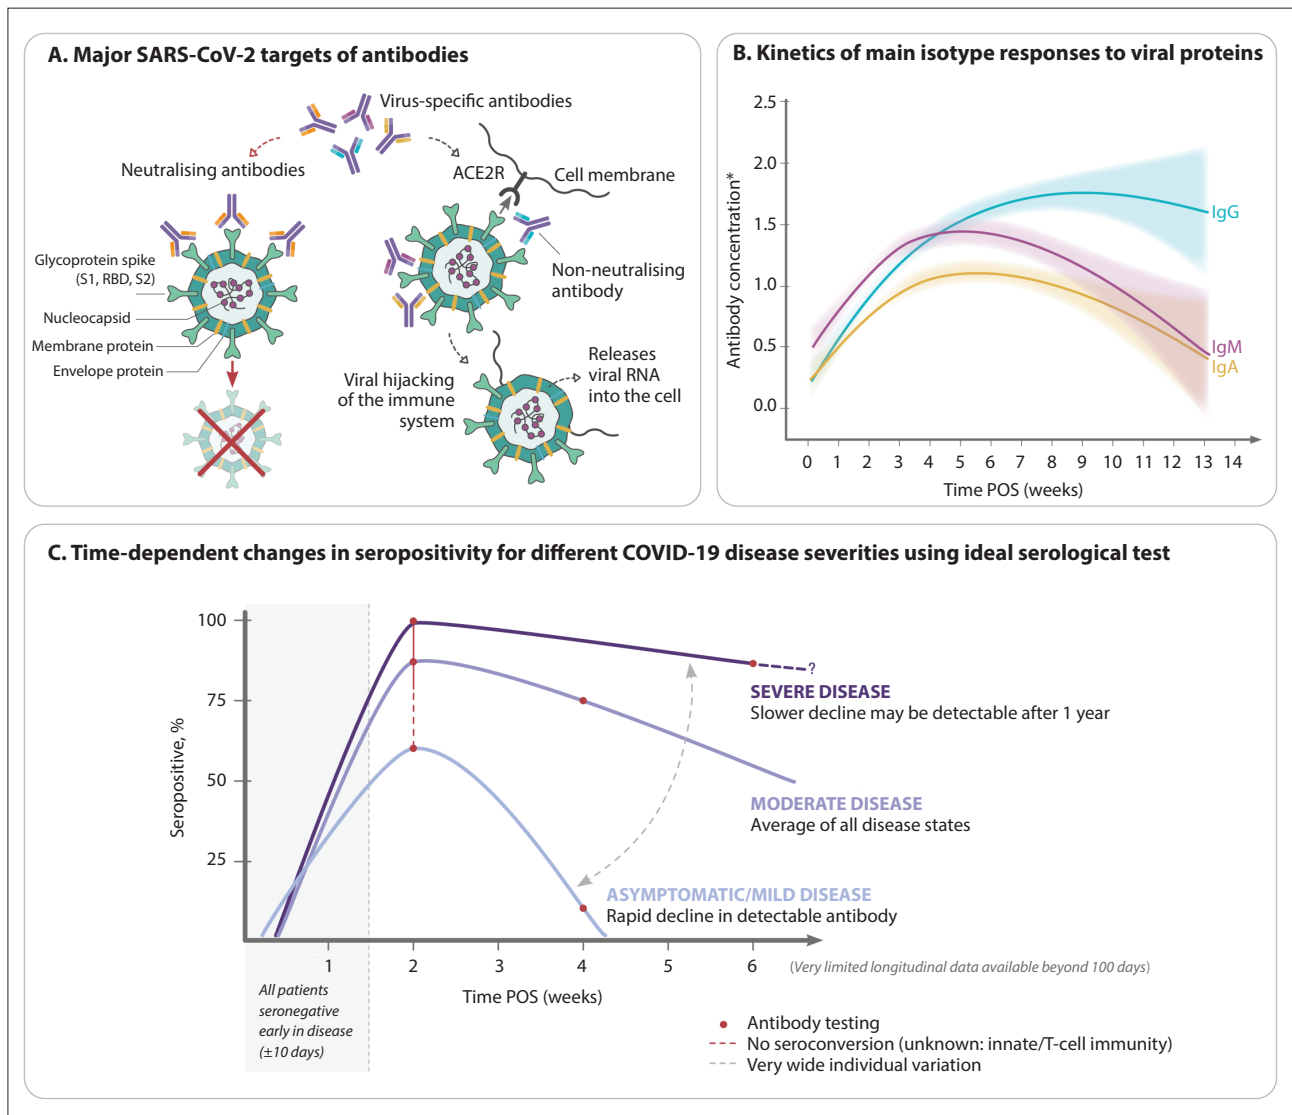 A. Major SARS-CoV-2 targets of antibodies
Virus-specific antibodies
Neutralising antibodies
ACE2R
Cell membrane
Glycoprotein spike
(S1, RBD, S2)
Non-neutralising
antibody
Nucleocapsid
Membrane protein
Envelope protein
Viral hijacking
of the immune
system
Releases
viral RNA
into the cell
B. Kinetics of main isotype responses to viral proteins
Antibody concentration*
2.5
2.0
1.5
1.0
0.5
0.0
IgG
IgM
IgA
0 1 2 3 4 5 6 7 8 9 10 11 12 13 14
Time POS (weeks)
C. Time-dependent changes in seropositivity for different COVID-19 disease severities using ideal serological test
Seropositive, %
100
75
50
25
?
SEVERE DISEASE
Slower decline may be detectable after 1 year
MODERATE DISEASE
Average of all disease states
ASYMPTOMATIC/MILD DISEASE
Rapid decline in detectable antibody
1 2 3 4 5 6
(Very limited longitudinal data available beyond 100 days)
Time POS (weeks)
All patients
seronegative
early in disease
(±10 days)
Antibody testing
No seroconversion (unknown: innate/T-cell immunity)
Very wide individual variation